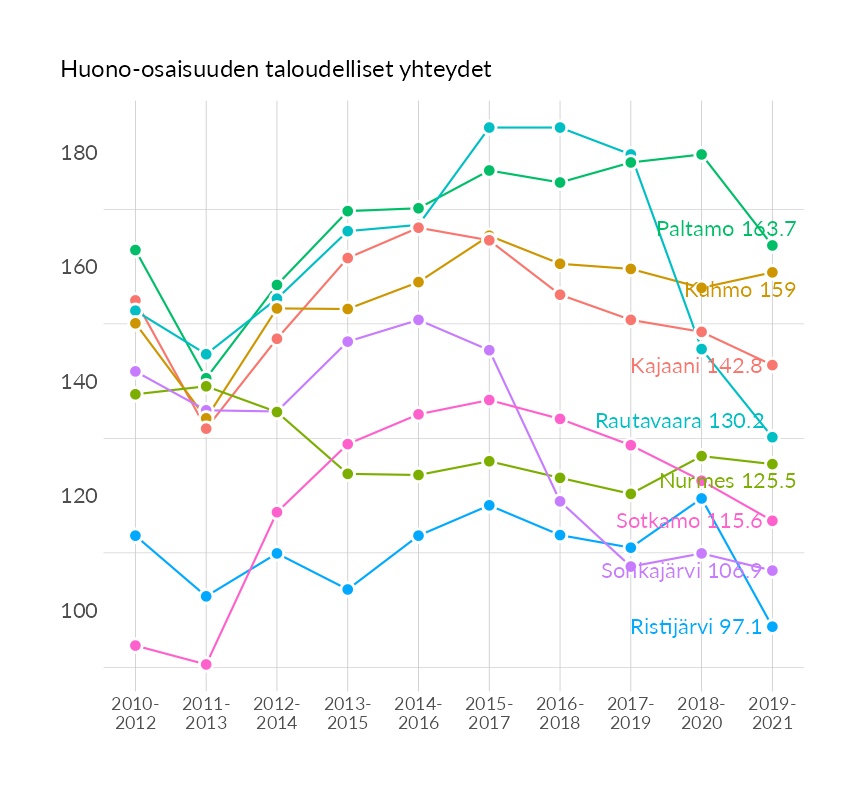 Huono-osaisuuden taloudelliset yhteydet
180
160
140
120
100
Paltamo 163.7
Kuhmo 159
Kajaani 142.8
Rautavaara 130.2
Nurmes 125.5
Sotkamo 115.6
Sonkajärvi 106.9
Ristijärvi 97.1
2010- 2011- 2012- 2013- 2014- 2015- 2016- 2017- 2018- 2019-
2012 2013 2014 2015 2016 2017 2018 2019 2020 2021